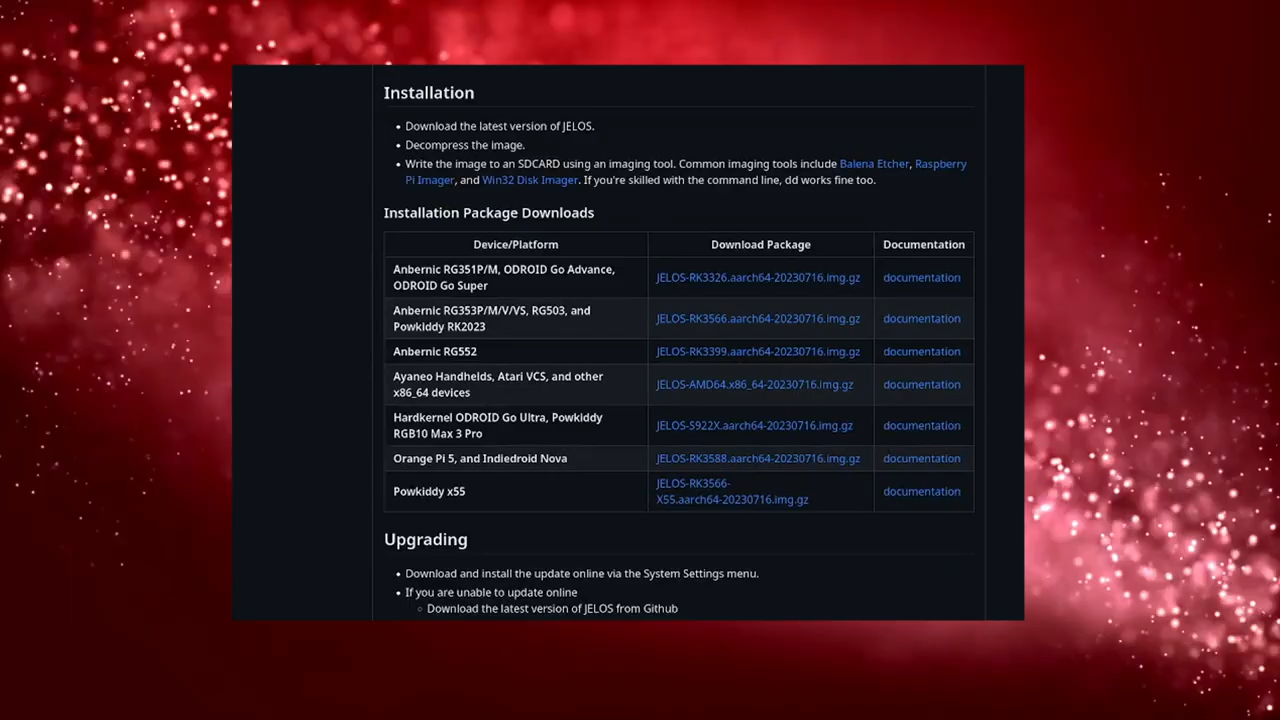 Installation
• Download the latest version of JELOS.
• Decompress the image.
• Write the image to an SDCARD using an imaging tool. Common imaging tools include Balena Etcher, Raspberry
Pi Imager, and Win32 Disk Imager. If you're skilled with the command line, dd works fine too.
Installation Package Downloads
Device/Platform Download Package Documentation
Anbernic RG351P/M, ODROID Go Advance,
ODROID Go Super
JELOS-RK3326.aarch64-20230716.img.gz documentation
Anbernic RG353P/M/V/VS, RG503, and
Powkiddy RK2023
JELOS-RK3566.aarch64-20230716.img.gz documentation
Anbernic RG552 JELOS-RK3399.aarch64-20230716.img.gz documentation
Ayaneo Handhelds, Atari VCS, and other
x86_64 devices
JELOS-AMD64.x86_64-20230716.img.gz documentation
Hardkernel ODROID Go Ultra, Powkiddy
RGB10 Max 3 Pro
JELOS-S922X.aarch64-20230716.img.gz documentation
Orange Pi 5, and Indiedroid Nova JELOS-RK3588.aarch64-20230716.img.gz documentation
Powkiddy x55
JELOS-RK3566-
X55.aarch64-20230716.img.gz
documentation
Upgrading
• Download and install the update online via the System Settings menu.
• If you are unable to update online
○ Download the latest version of JELOS from Github